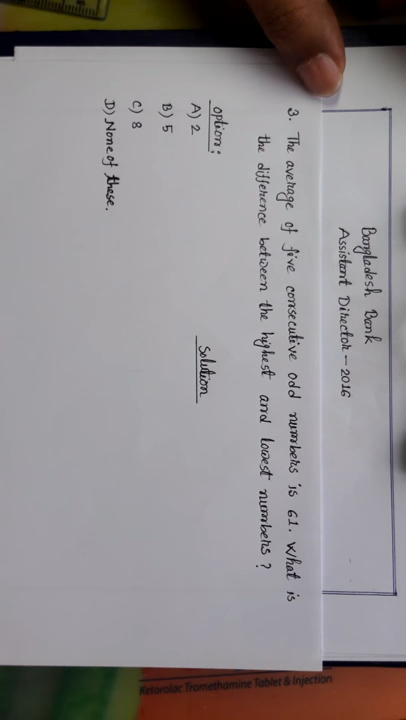 Bangladesh Bank
Assistant Director - 2016
3. The average of five consecutive odd numbers is 61. What is
the difference between the highest and lowest numbers?
option:
A) 2
B) 5
C) 8
D) None of these.
Solution
Ketorolac Tromethamine Tablet & Injection